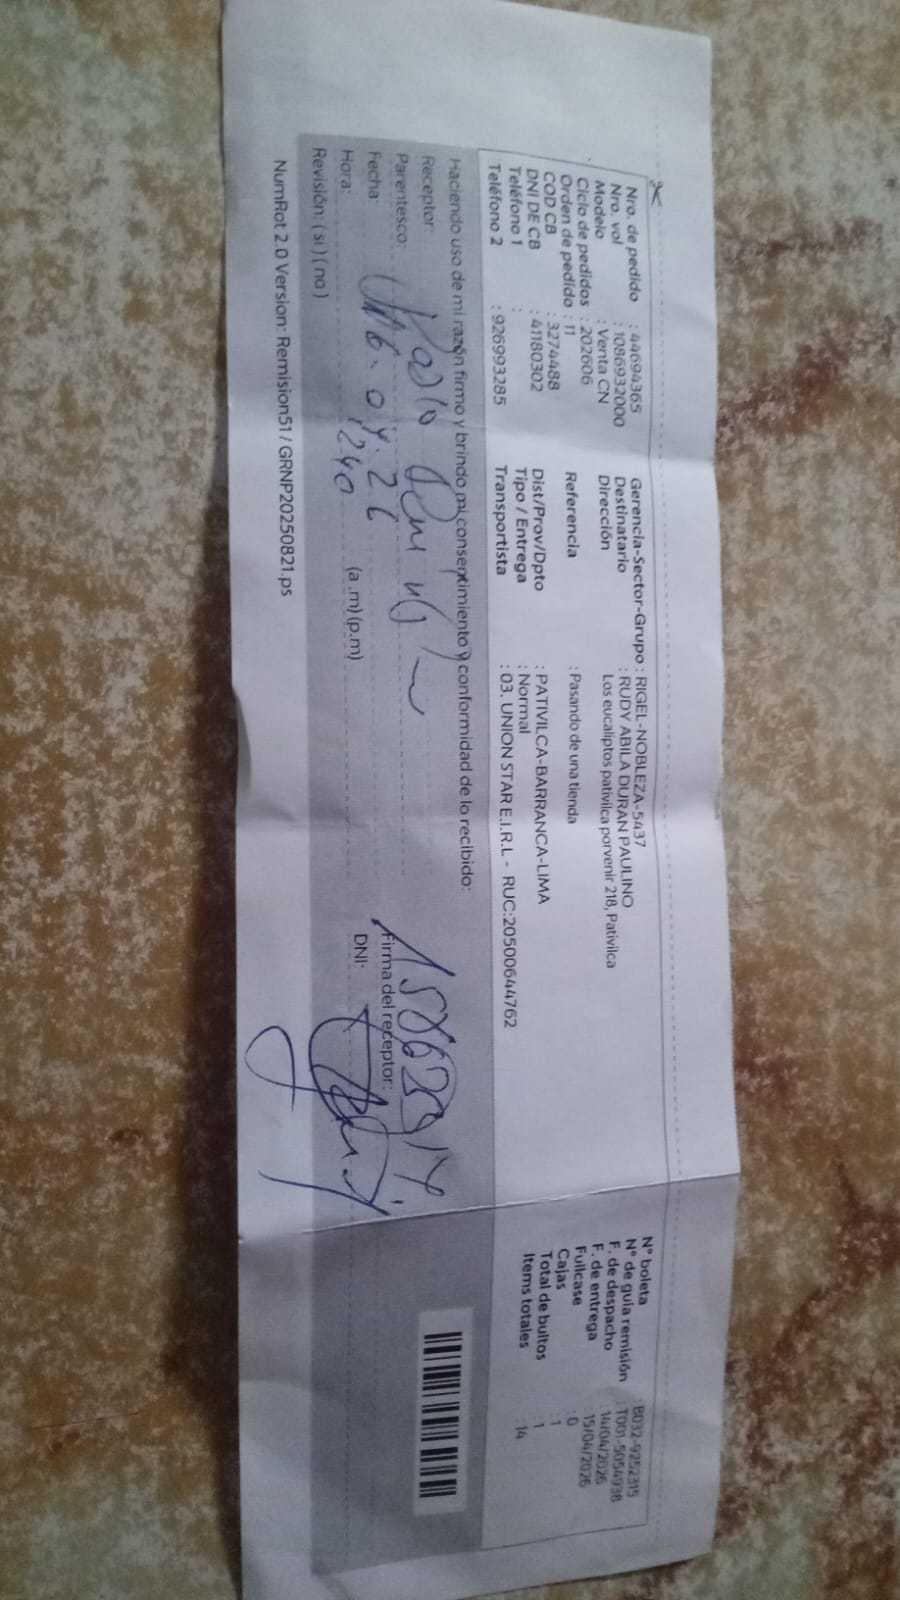 Nro. de pedido : 44694365
Nro. vol : 1086932000
Modelo : Venta CN
Ciclo de pedidos : 202606
Orden de pedido : 11
COD CB : 3274488
DNI DE CB : 41180302
Teléfono 1 :
Teléfono 2 : 926993285
Gerencia-Sector-Grupo : RIGEL-NOBLEZA-5437
Destinatario : RUDY ABILA DURAN PAULINO
Dirección : Los eucaliptos pativilca porvenir 218, Pativilca
Referencia : Pasando de una tienda
Dist/Prov/Dpto : PATIVILCA-BARRANCA-LIMA
Tipo / Entrega : Normal
Transportista : 03. UNION STAR E.I.R.L - RUC:20500644762
N° boleta : B032-9252315
N° de guía remisión : T001-5054938
F. de despacho : 14/04/2026
F. de entrega : 15/04/2026
Fullcase : 0
Cajas : 1
Total de bultos : 1
Items totales : 14
Haciendo uso de mi razón firmo y brindo mi consentimiento y conformidad de lo recibido:
Receptor:
Parentesco:
Fecha: 04.26
Hora: 1240 (a.m) (p.m)
Revisión: ( si ) ( no )
Firma del receptor:
DNI:
NumRot 2.0 Version: Remision51 / GRNP20250821.ps